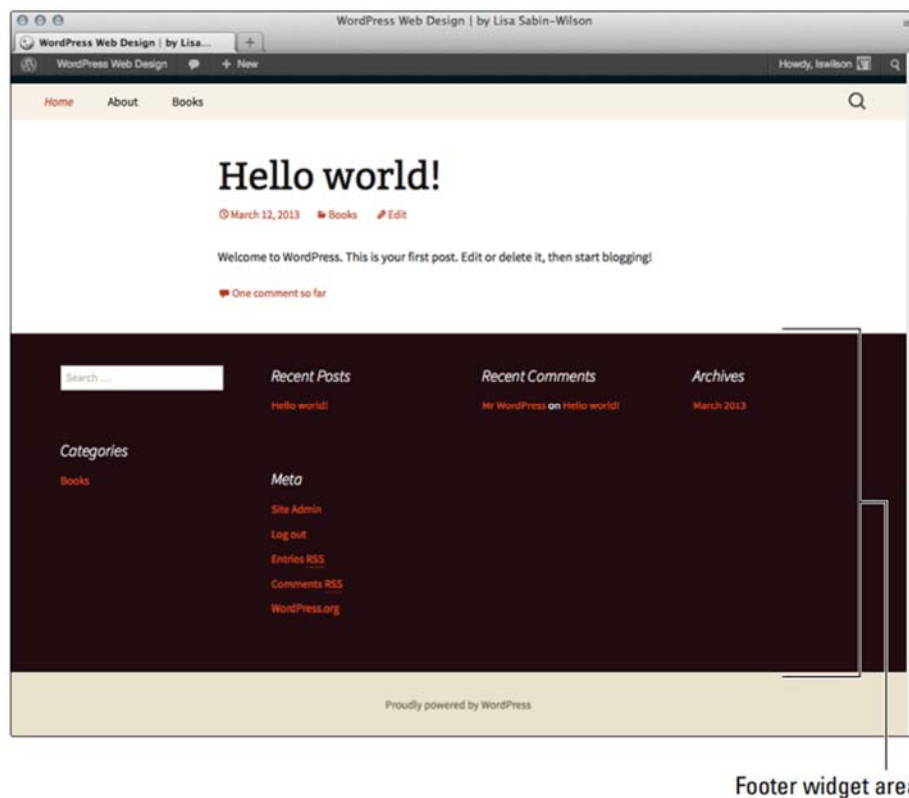 WordPress Web Design | by Lisa Sabin-Wilson
WordPress Web Design | by Lisa...
WordPress Web Design + New Howdy, lswilson
Home About Books
Hello world!
March 12, 2013 Books Edit
Welcome to WordPress. This is your first post. Edit or delete it, then start blogging!
One comment so far
Search ...
Recent Posts
Hello world!
Recent Comments
Mr WordPress on Hello world!
Archives
March 2013
Categories
Books
Meta
Site Admin
Log out
Entries RSS
Comments RSS
WordPress.org
Proudly powered by WordPress
Footer widget area